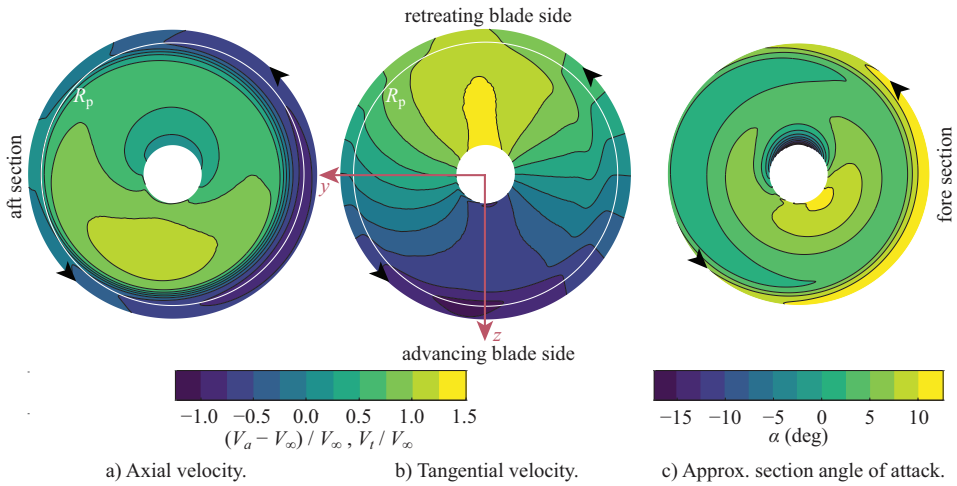 retreating blade side
aft section
R_p
R_p
y
z
fore section
advancing blade side
−1.0 −0.5 0.0 0.5 1.0 1.5
(V_a − V_∞) / V_∞ , V_t / V_∞
−15 −10 −5 0 5 10
α (deg)
a) Axial velocity.
b) Tangential velocity.
c) Approx. section angle of attack.